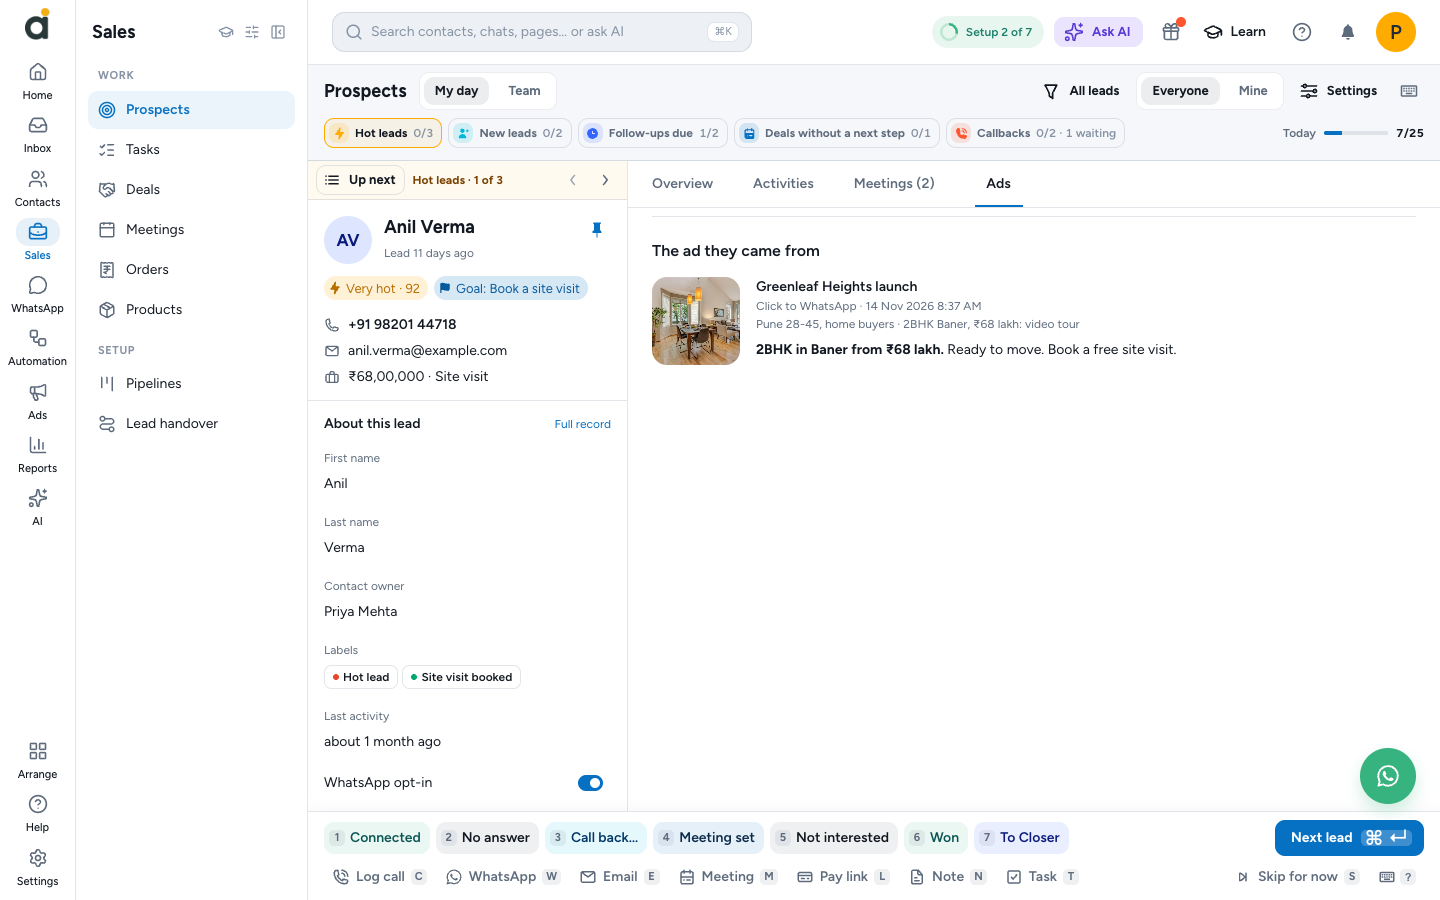 Home
Inbox
Contacts
Sales
WhatsApp
Automation
Ads
Reports
AI
Arrange
Help
Settings
Sales
WORK
Prospects
Tasks
Deals
Meetings
Orders
Products
SETUP
Pipelines
Lead handover
Search contacts, chats, pages... or ask AI ⌘K
Setup 2 of 7
Ask AI
Learn
P
Prospects
My day
Team
All leads
Everyone
Mine
Settings
Hot leads 0/3
New leads 0/2
Follow-ups due 1/2
Deals without a next step 0/1
Callbacks 0/2 · 1 waiting
Today 7/25
Up next
Hot leads · 1 of 3
AV
Anil Verma
Lead 11 days ago
Very hot · 92
Goal: Book a site visit
+91 98201 44718
anil.verma@example.com
₹68,00,000 · Site visit
About this lead
Full record
First name
Anil
Last name
Verma
Contact owner
Priya Mehta
Labels
Hot lead
Site visit booked
Last activity
about 1 month ago
WhatsApp opt-in
Overview
Activities
Meetings (2)
Ads
The ad they came from
Greenleaf Heights launch
Click to WhatsApp · 14 Nov 2026 8:37 AM
Pune 28-45, home buyers · 2BHK Baner, ₹68 lakh: video tour
2BHK in Baner from ₹68 lakh. Ready to move. Book a free site visit.
1 Connected
2 No answer
3 Call back...
4 Meeting set
5 Not interested
6 Won
7 To Closer
Next lead ⌘ ↵
Log call C
WhatsApp W
Email E
Meeting M
Pay link L
Note N
Task T
Skip for now S
?